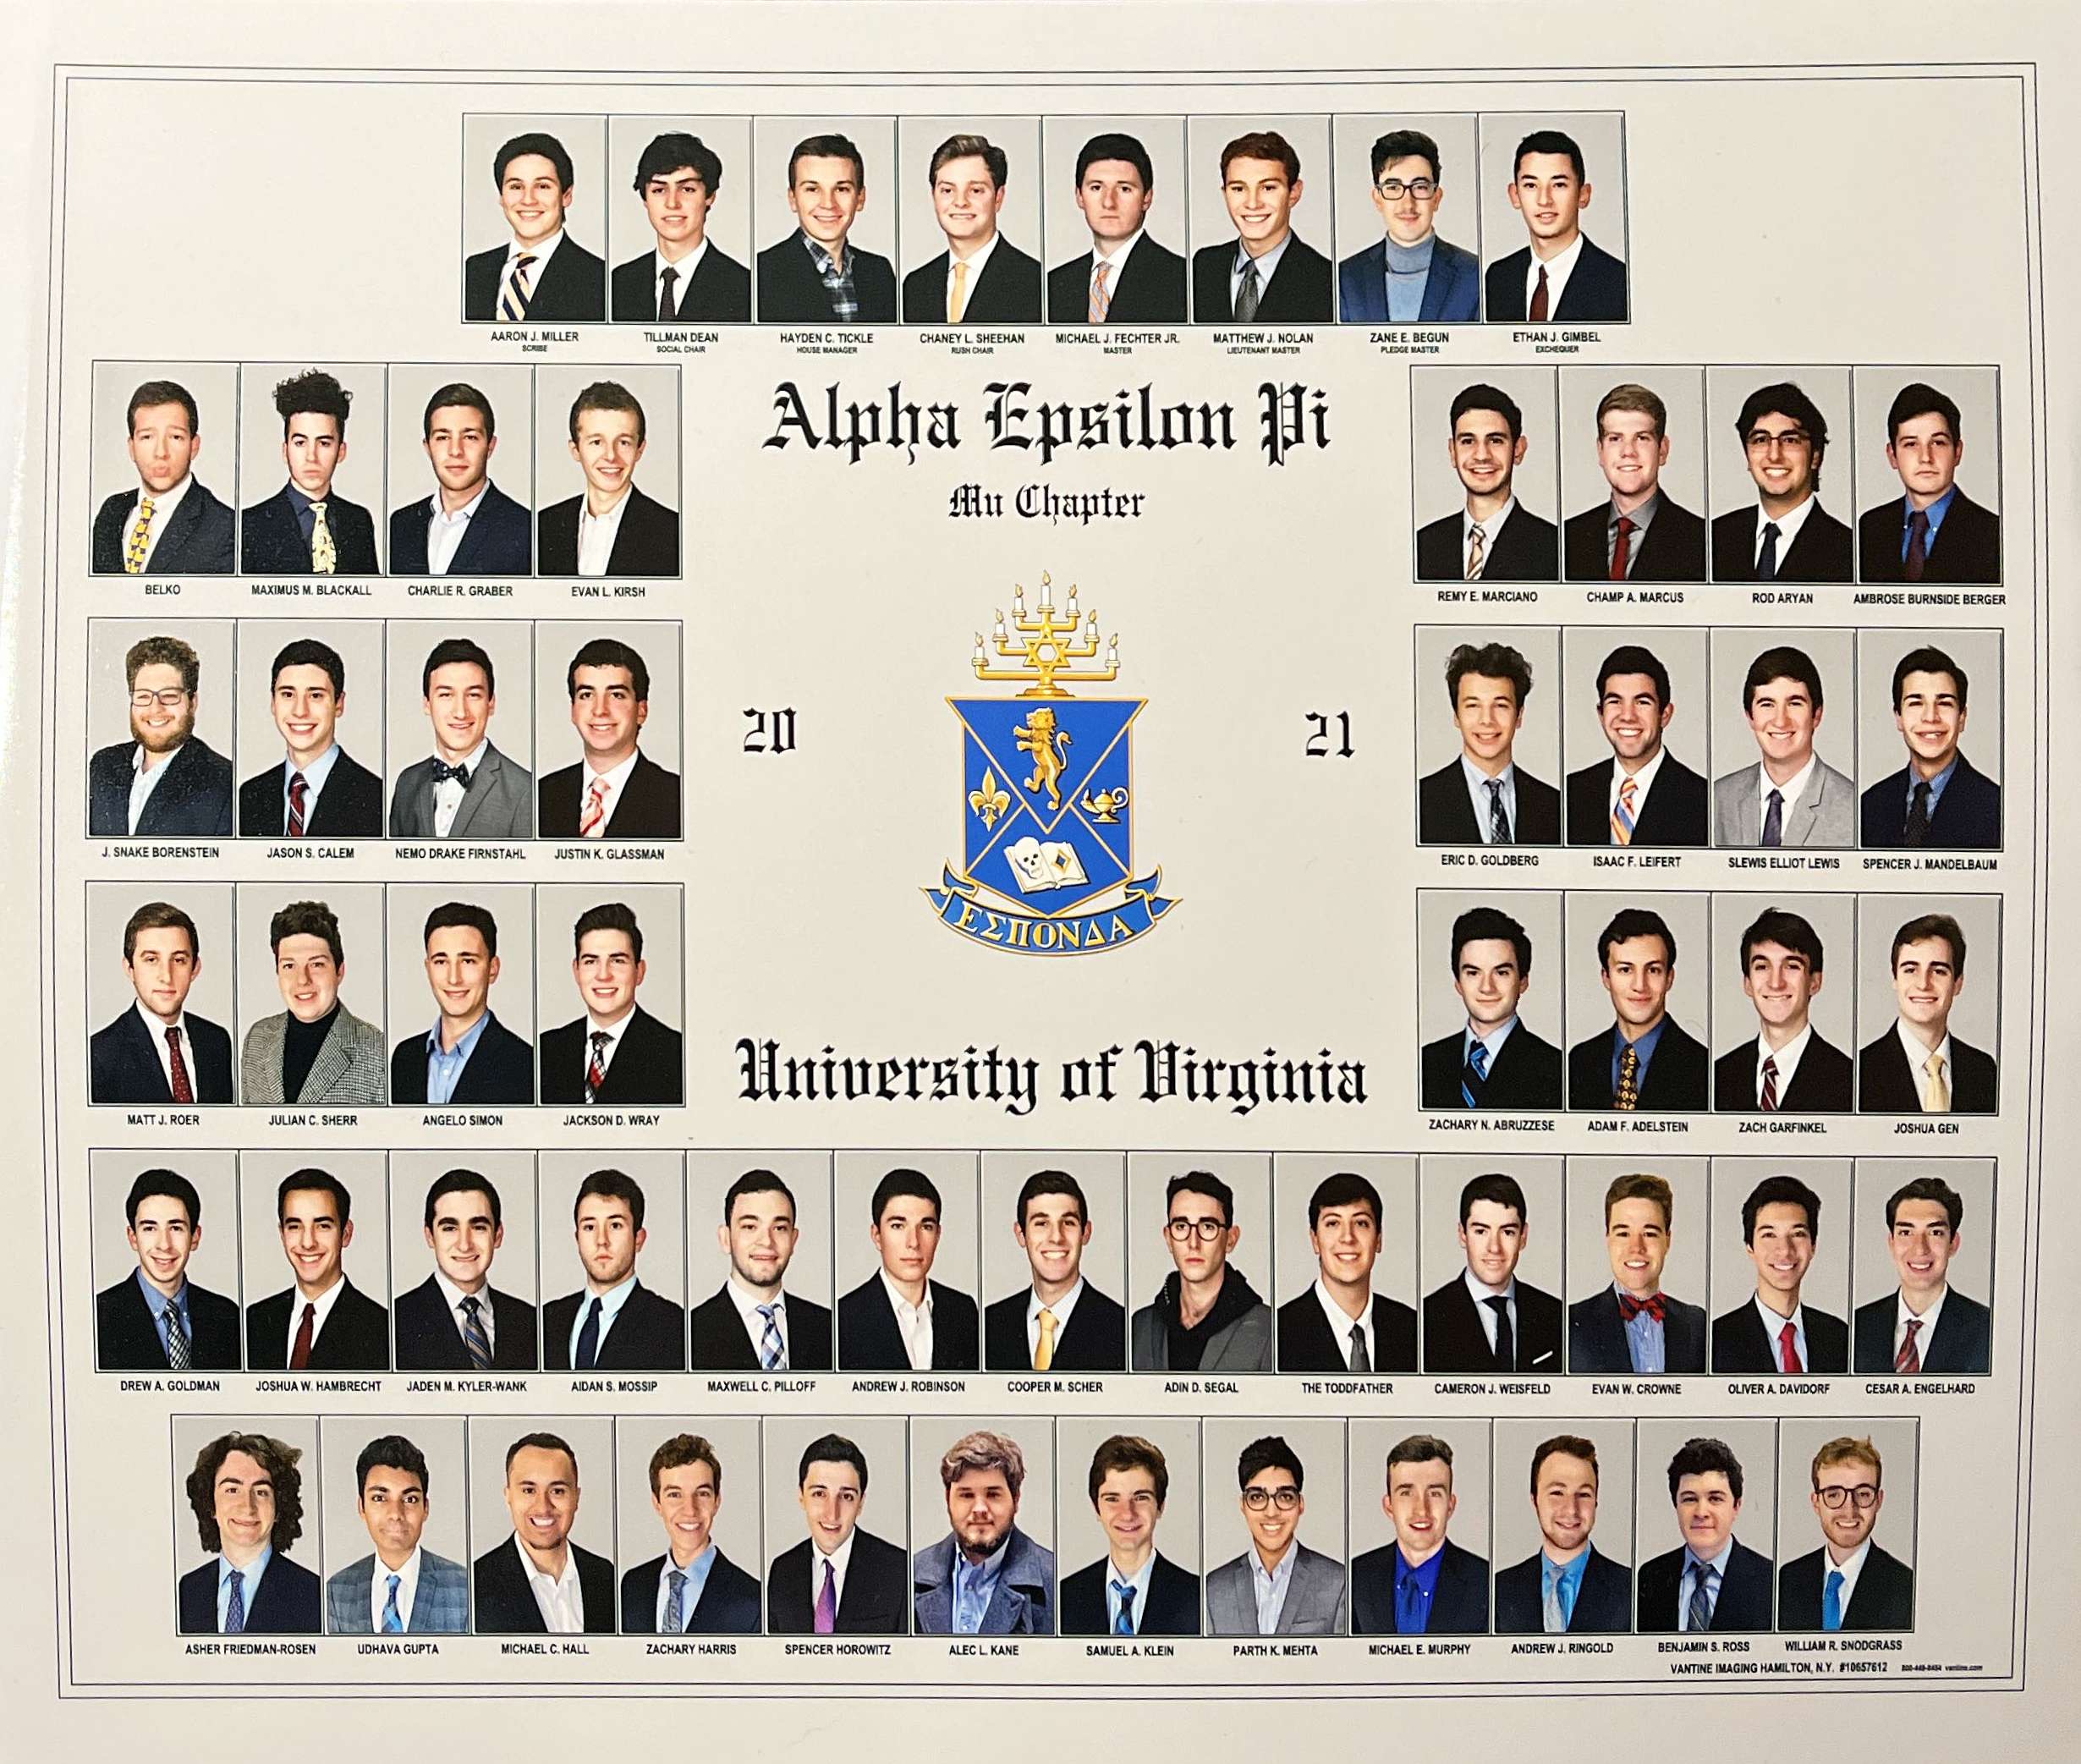 AARON J. MILLER
SCRIBE
TILLMAN DEAN
SOCIAL CHAIR
HAYDEN C. TICKLE
HOUSE MANAGER
CHANEY L. SHEEHAN
RUSH CHAIR
MICHAEL J. FECHTER JR.
MASTER
MATTHEW J. NOLAN
LIEUTENANT MASTER
ZANE E. BEGUN
PLEDGE MASTER
ETHAN J. GIMBEL
EXCHEQUER
Alpha Epsilon Pi
Mu Chapter
BELKO
MAXIMUS M. BLACKALL
CHARLIE R. GRABER
EVAN L. KIRSH
REMY E. MARCIANO
CHAMP A. MARCUS
ROD ARYAN
AMBROSE BURNSIDE BERGER
20
21
J. SNAKE BORENSTEIN
JASON S. CALEM
NEMO DRAKE FIRNSTAHL
JUSTIN K. GLASSMAN
ERIC D. GOLDBERG
ISAAC F. LEIFERT
SLEWIS ELLIOT LEWIS
SPENCER J. MANDELBAUM
ΕΣΠΟΝΔΑ
University of Virginia
MATT J. ROER
JULIAN C. SHERR
ANGELO SIMON
JACKSON D. WRAY
ZACHARY N. ABRUZZESE
ADAM F. ADELSTEIN
ZACH GARFINKEL
JOSHUA GEN
DREW A. GOLDMAN
JOSHUA W. HAMBRECHT
JADEN M. KYLER-WANK
AIDAN S. MOSSIP
MAXWELL C. PILLOFF
ANDREW J. ROBINSON
COOPER M. SCHER
ADIN D. SEGAL
THE TODDFATHER
CAMERON J. WEISFELD
EVAN W. CROWNE
OLIVER A. DAVIDORF
CESAR A. ENGELHARD
ASHER FRIEDMAN-ROSEN
UDHAVA GUPTA
MICHAEL C. HALL
ZACHARY HARRIS
SPENCER HOROWITZ
ALEC L. KANE
SAMUEL A. KLEIN
PARTH K. MEHTA
MICHAEL E. MURPHY
ANDREW J. RINGOLD
BENJAMIN S. ROSS
WILLIAM R. SNODGRASS
VANTINE IMAGING HAMILTON, N.Y. #10657612 vantine.com